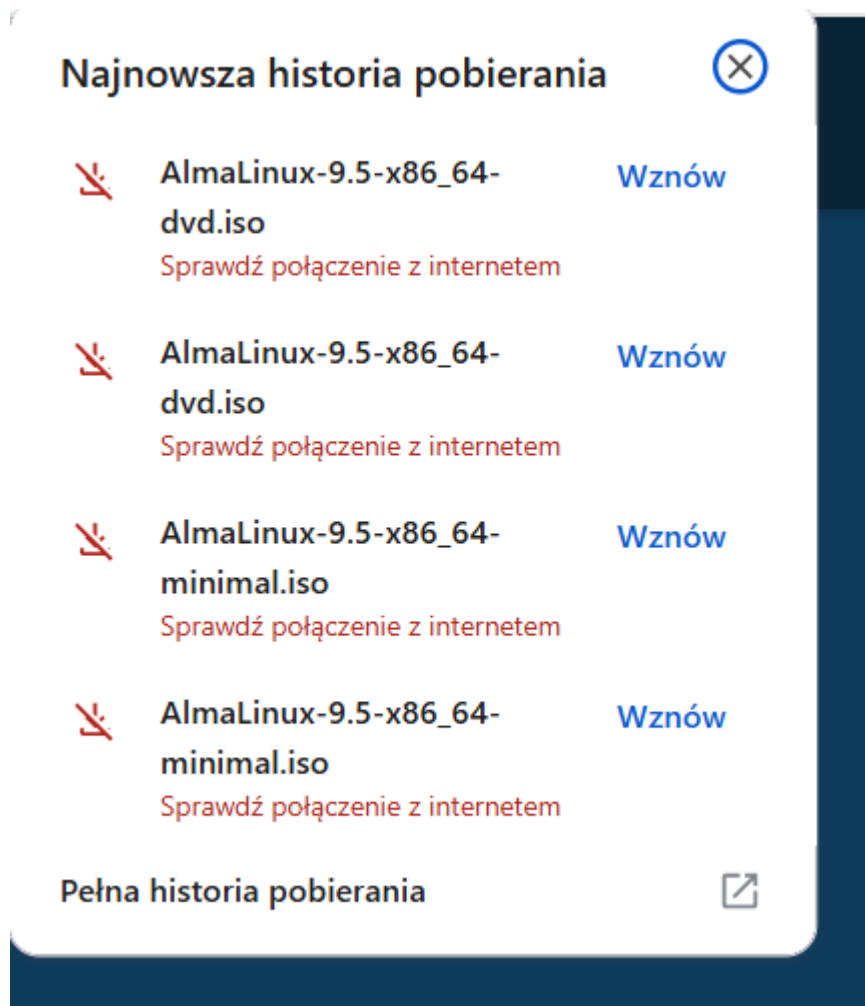 Najnowsza historia pobierania
AlmaLinux-9.5-x86_64-
dvd.iso
Wznów
Sprawdź połączenie z internetem
AlmaLinux-9.5-x86_64-
dvd.iso
Wznów
Sprawdź połączenie z internetem
AlmaLinux-9.5-x86_64-
minimal.iso
Wznów
Sprawdź połączenie z internetem
AlmaLinux-9.5-x86_64-
minimal.iso
Wznów
Sprawdź połączenie z internetem
Pełna historia pobierania